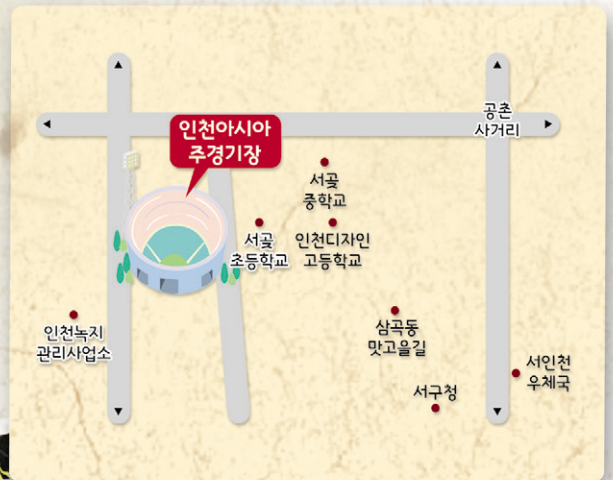 공촌
사거리
인천아시아
주경기장
서곶
중학교
서곶
초등학교
인천디자인
고등학교
인천녹지
관리사업소
삼곡동
맛고을길
서인천
우체국
서구청